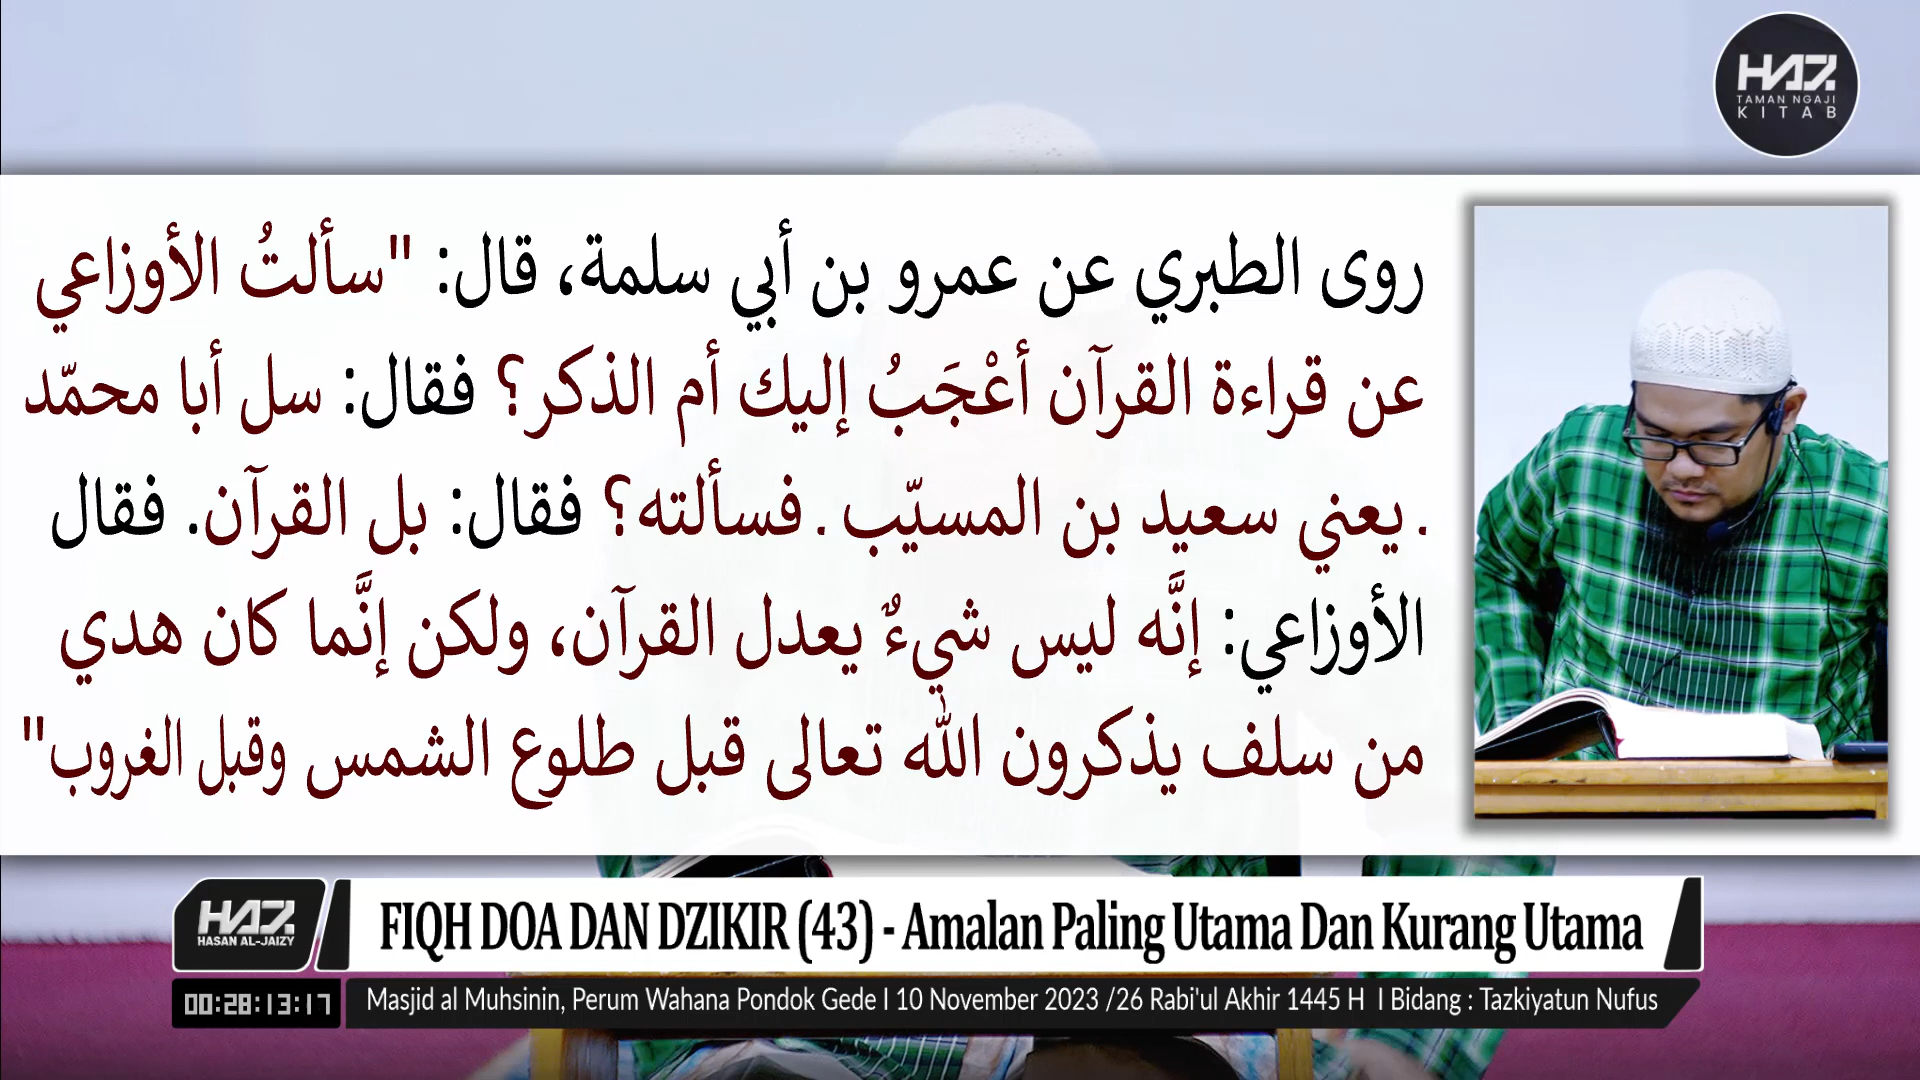 HAZ
TAMAN NGAJI
KITAB
روى الطبري عن عمرو بن أبي سلمة، قال: "سألتُ الأوزاعي
عن قراءة القرآن أعْجَبُ إليك أم الذكر؟ فقال: سل أبا محمّد
. يعني سعيد بن المسيّب . فسألته؟ فقال: بل القرآن. فقال
الأوزاعي: إنَّه ليس شيءٌ يعدل القرآن، ولكن إنَّما كان هدي
من سلف يذكرون الله تعالى قبل طلوع الشمس وقبل الغروب"
HAZ
HASAN AL-JAIZY
FIQH DOA DAN DZIKIR (43) - Amalan Paling Utama Dan Kurang Utama
00:28:13:17
Masjid al Muhsinin, Perum Wahana Pondok Gede I 10 November 2023 /26 Rabi'ul Akhir 1445 H I Bidang : Tazkiyatun Nufus